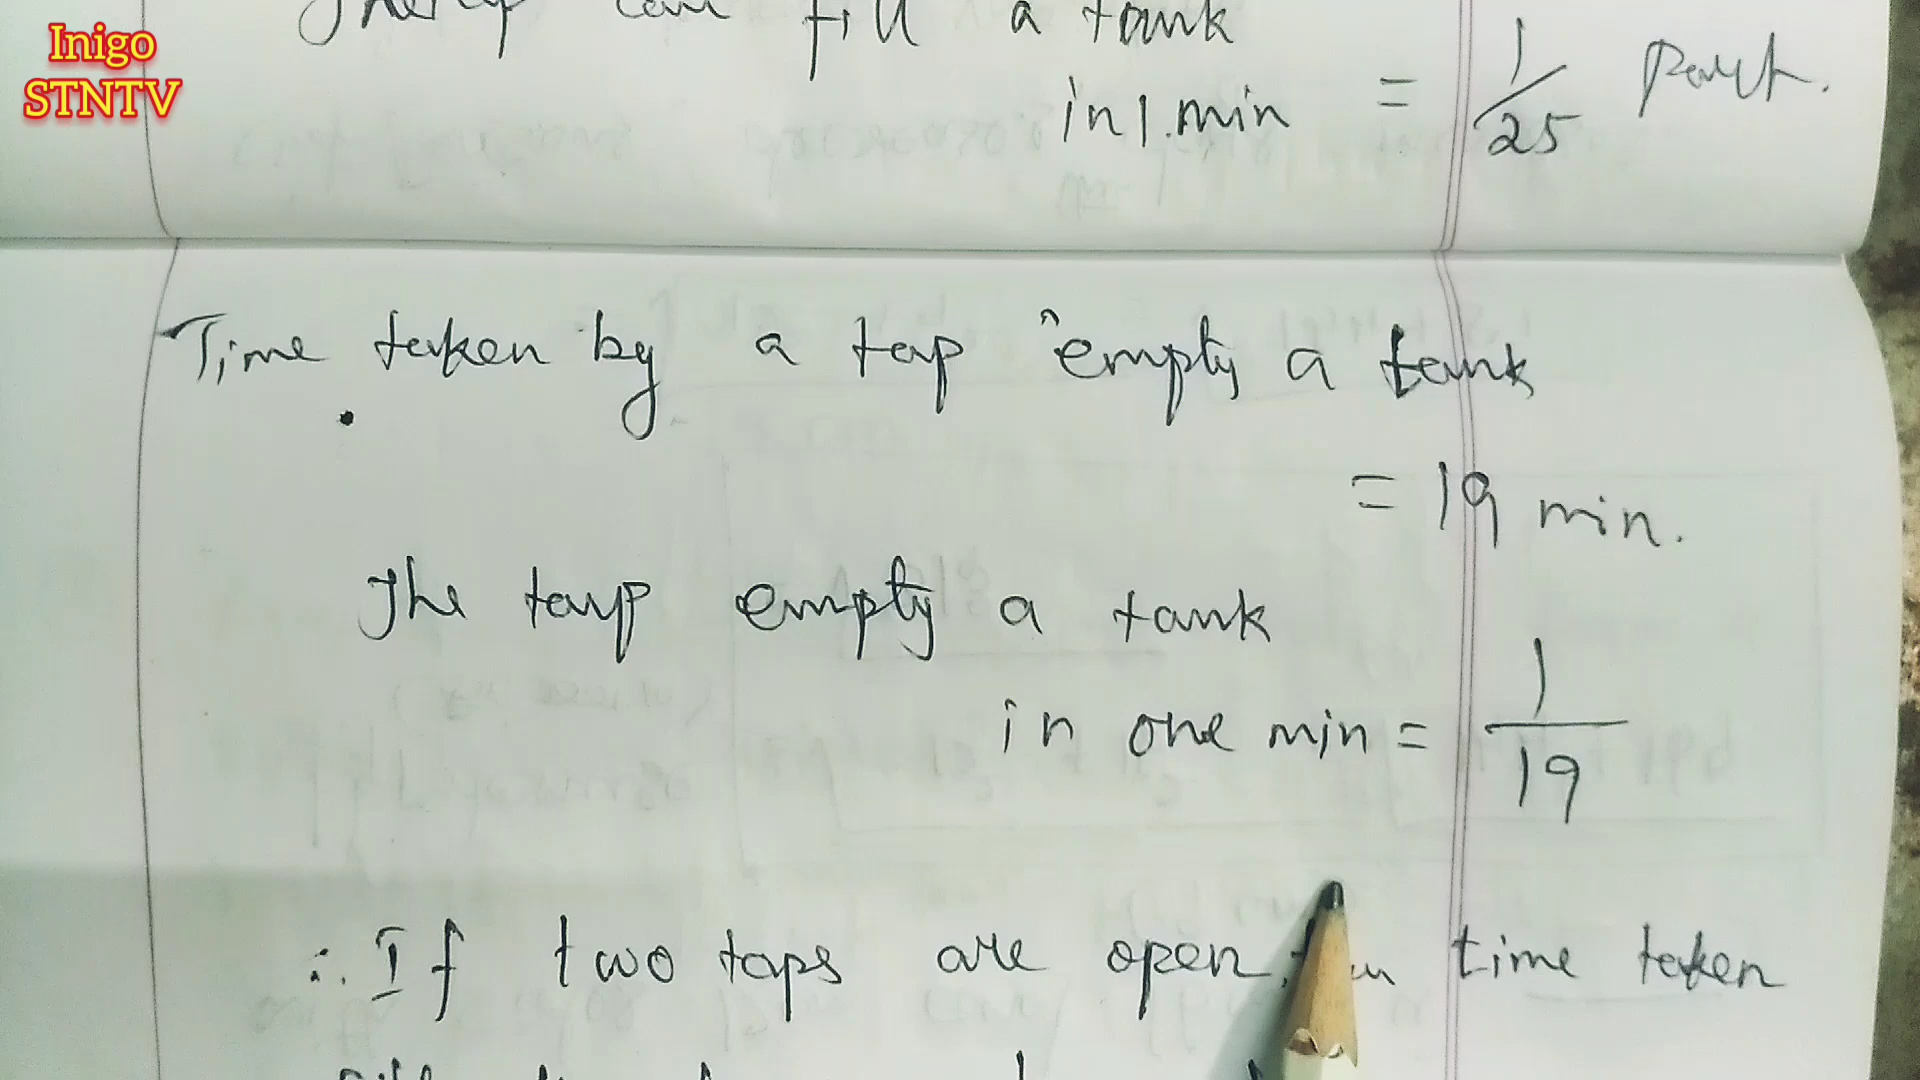 Inigo
STNTV
can fill a tank
in 1. min = 1/25 part.
Time taken by a tap ^ empty a tank
= 19 min.
The tap empty a tank
in one min = 1/19
∴ If two taps are open, time taken